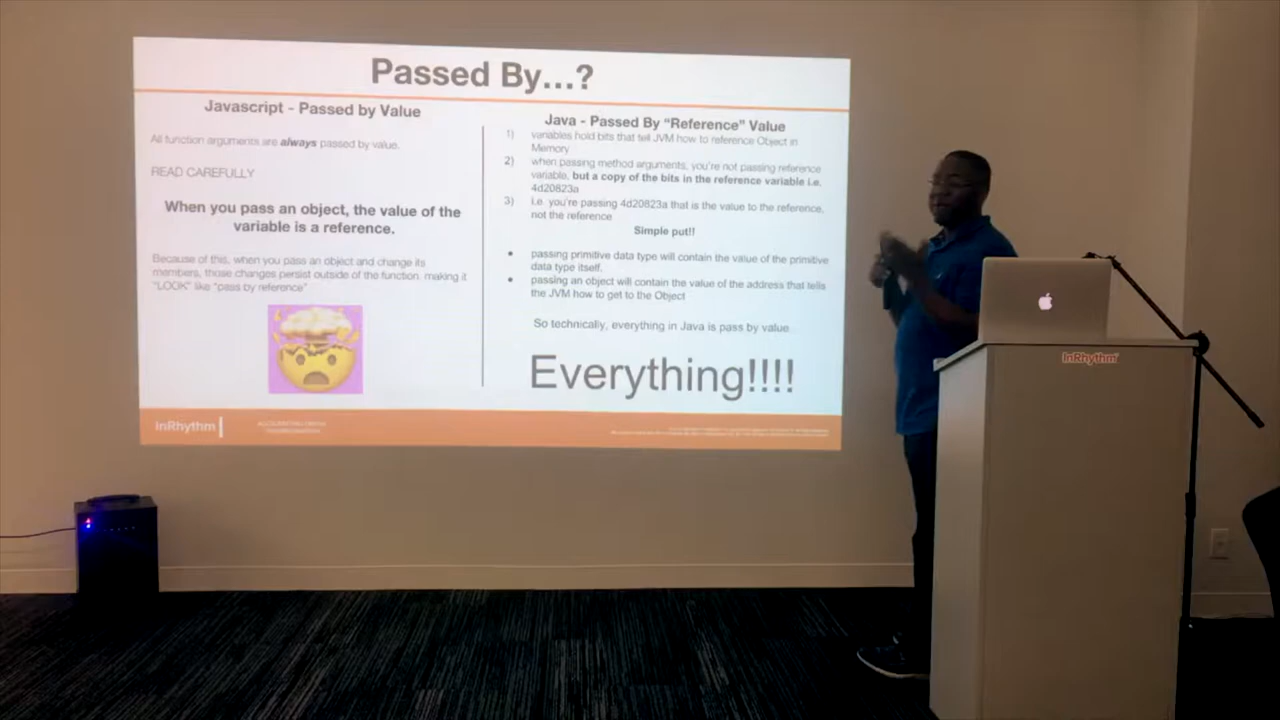 Passed By...?
Javascript - Passed by Value
All function arguments are always passed by value.
READ CAREFULLY
When you pass an object, the value of the
variable is a reference.
Because of this, when you pass an object and change its
members, those changes persist outside of the function, making it
"LOOK" like "pass by reference"
Java - Passed By "Reference" Value
1) variables hold bits that tell JVM how to reference Object in
Memory
2) when passing method arguments, you're not passing reference
variable, but a copy of the bits in the reference variable i.e.
4d20823a
3) I.e. you're passing 4d20823a that is the value to the reference,
not the reference
Simple put!!
• passing primitive data type will contain the value of the primitive
data type itself.
• passing an object will contain the value of the address that tells
the JVM how to get to the Object
So technically, everything in Java is pass by value
Everything!!!!
InRhythm
InRhythm